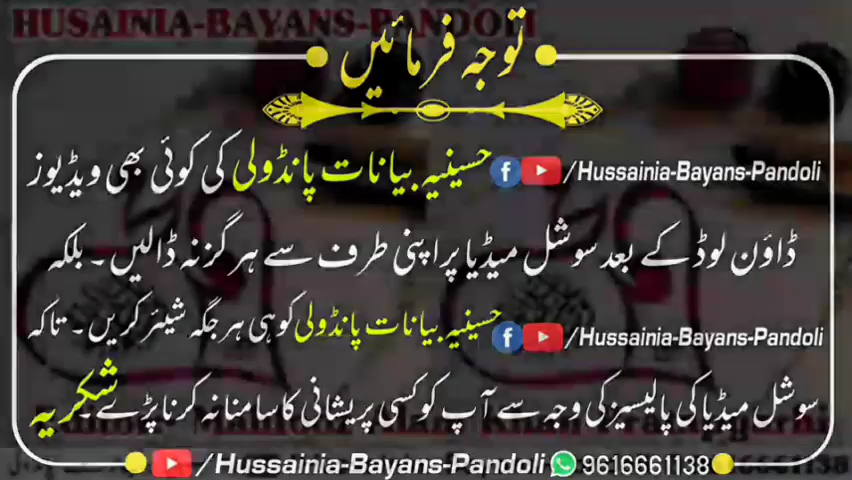 HUSAINIA-BAYANS-PANDOLI
توجہ فرمائیں
/Hussainia-Bayans-Pandoli حسینیہ بیانات پانڈولی کی کوئی بھی ویڈیوز
ڈاؤن لوڈ کے بعد سوشل میڈیا پر اپنی طرف سے ہرگز نہ ڈالیں۔ بلکہ
/Hussainia-Bayans-Pandoli حسینیہ بیانات پانڈولی کو ہی ہر جگہ شیئر کریں۔ تاکہ
سوشل میڈیا کی پالیسیز کی وجہ سے آپ کو کسی پریشانی کا سامنا نہ کرنا پڑے۔ شکریہ
/Hussainia-Bayans-Pandoli 9616661138